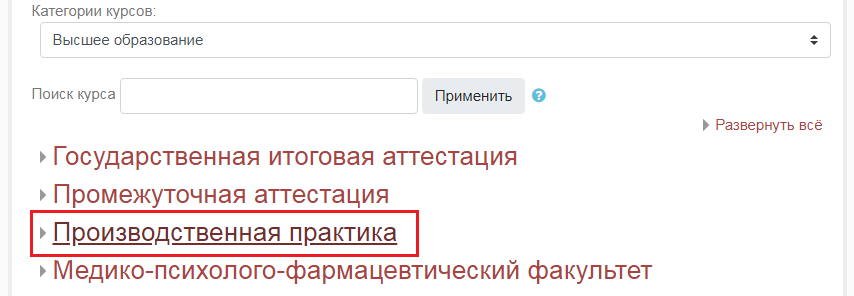 Категории курсов:
Высшее образование
Поиск курса
Применить
Развернуть всё
Государственная итоговая аттестация
Промежуточная аттестация
Производственная практика
Медико-психолого-фармацевтический факультет